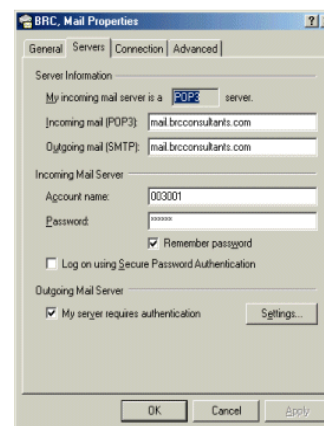 BRC, Mail Properties ?
General Servers Connection Advanced
Server Information
My incoming mail server is a POP3 server.
Incoming mail (POP3): mail.brcconsultants.com
Outgoing mail (SMTP): mail.brcconsultants.com
Incoming Mail Server
Account name: 003001
Password: ******
Remember password
Log on using Secure Password Authentication
Outgoing Mail Server
My server requires authentication Settings...
OK Cancel Apply